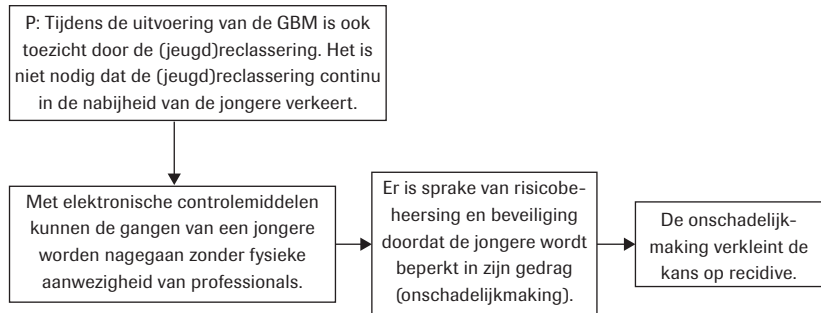 P: Tijdens de uitvoering van de GBM is ook
toezicht door de (jeugd)reclassering. Het is
niet nodig dat de (jeugd)reclassering continu
in de nabijheid van de jongere verkeert.
Met elektronische controlemiddelen
kunnen de gangen van een jongere
worden nagegaan zonder fysieke
aanwezigheid van professionals.
Er is sprake van risicobe-
heersing en beveiliging
doordat de jongere wordt
beperkt in zijn gedrag
(onschadelijkmaking).
De onschadelijk-
making verkleint de
kans op recidive.